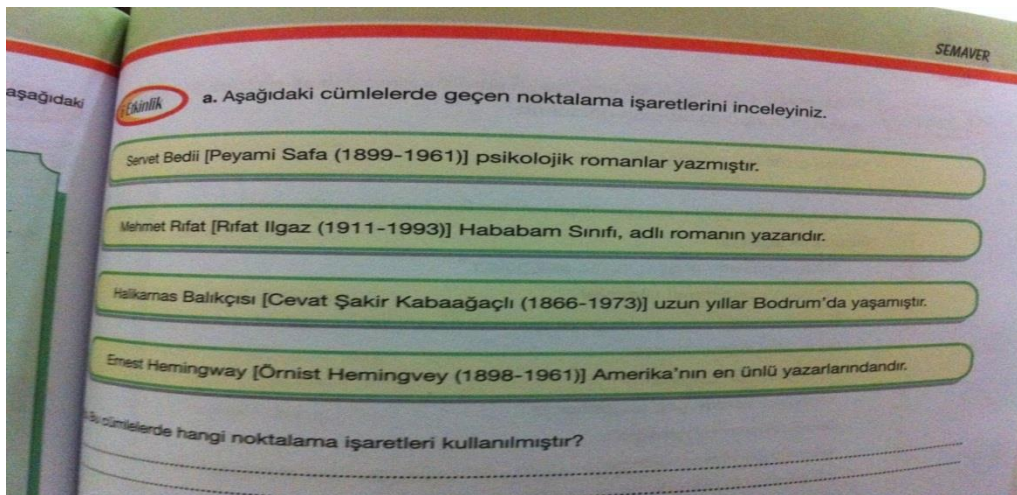 SEMAVER
aşağıdaki
Etkinlik
a. Aşağıdaki cümlelerde geçen noktalama işaretlerini inceleyiniz.
Servet Bedii [Peyami Safa (1899-1961)] psikolojik romanlar yazmıştır.
Mehmet Rıfat [Rıfat Ilgaz (1911-1993)] Hababam Sınıfı, adlı romanın yazarıdır.
Halikarnas Balıkçısı [Cevat Şakir Kabaağaçlı (1866-1973)] uzun yıllar Bodrum'da yaşamıştır.
Ernest Hemingway [Örnist Hemingvey (1898-1961)] Amerika'nın en ünlü yazarlarındandır.
Bu cümlelerde hangi noktalama işaretleri kullanılmıştır?